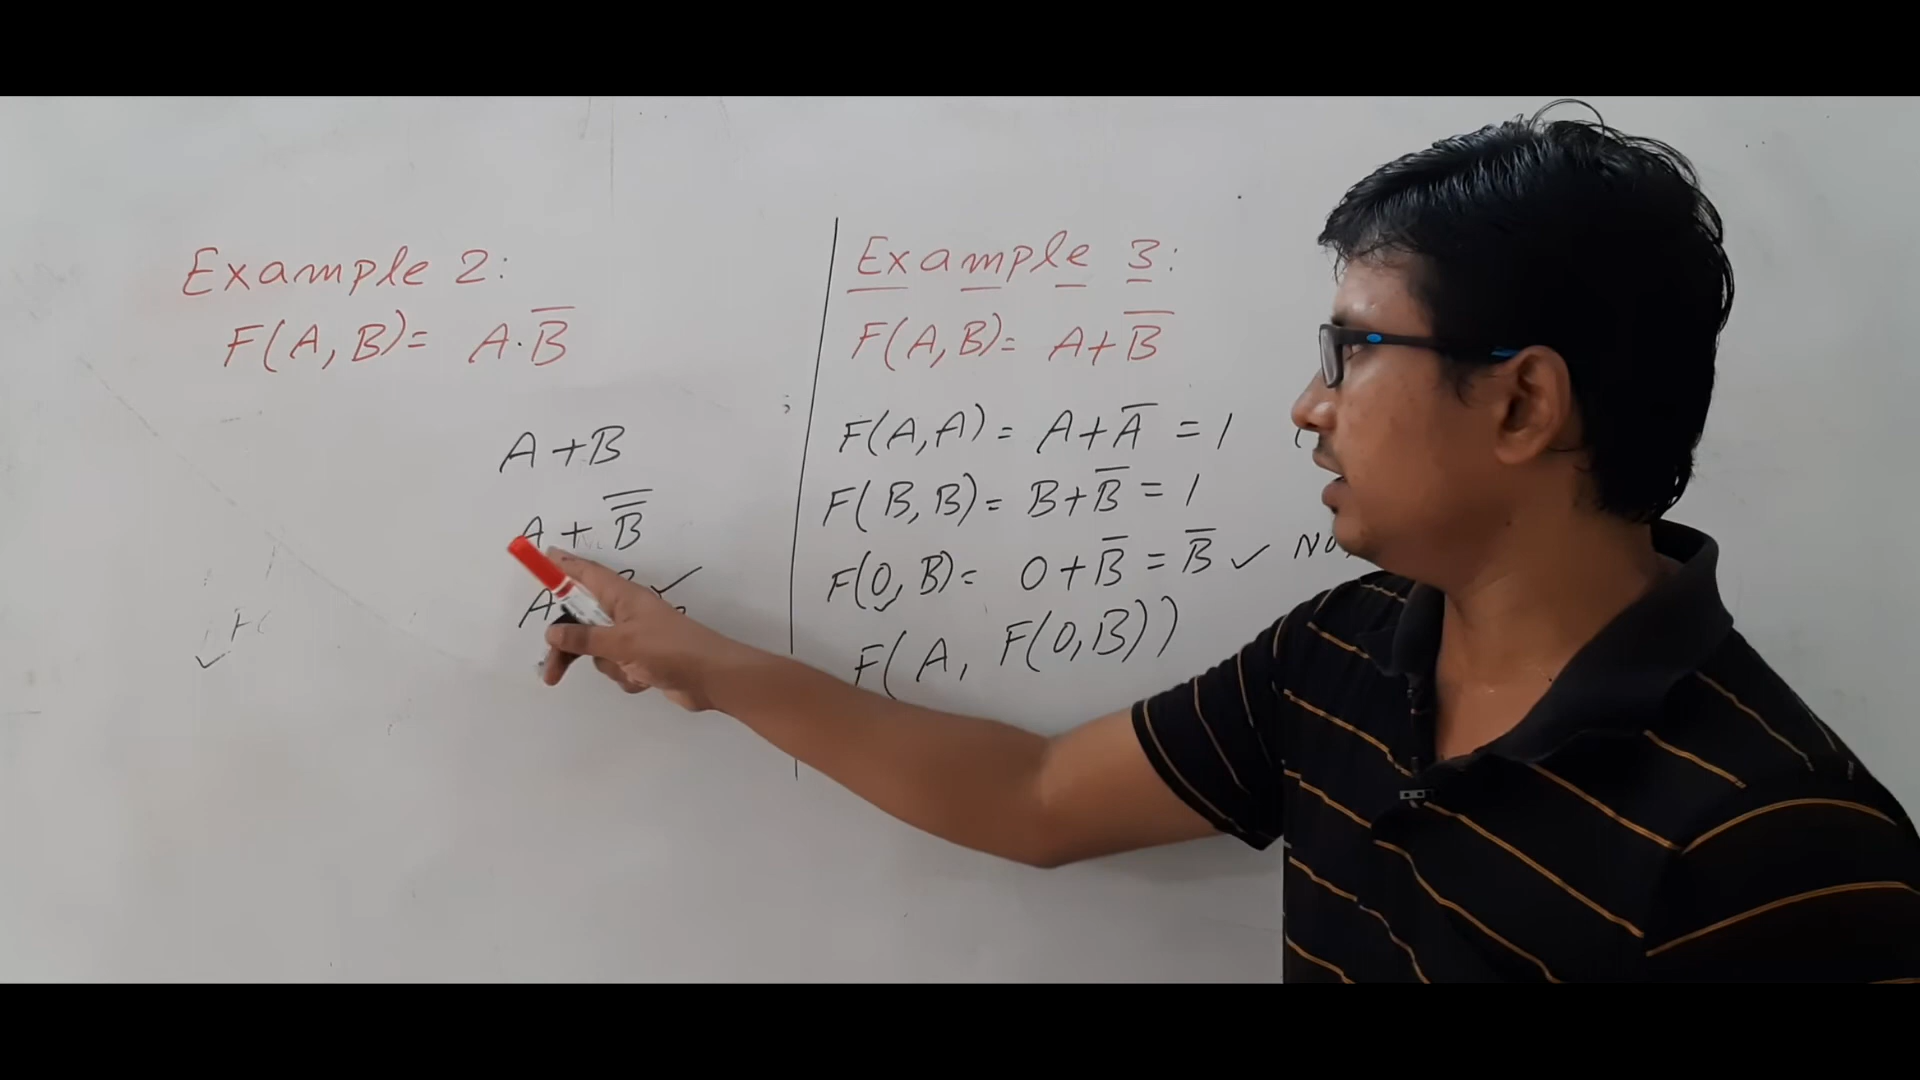 Example 2:
F(A, B)= A·B̅
A+B
A + B̿
A
Example 3:
F(A, B)= A+B̅
F(A, A) = A+A̅ = 1 (
F(B, B)= B+B̅ = 1
F(0, B)= 0+B̅ = B̅ ✓
F(A, F(0,B))